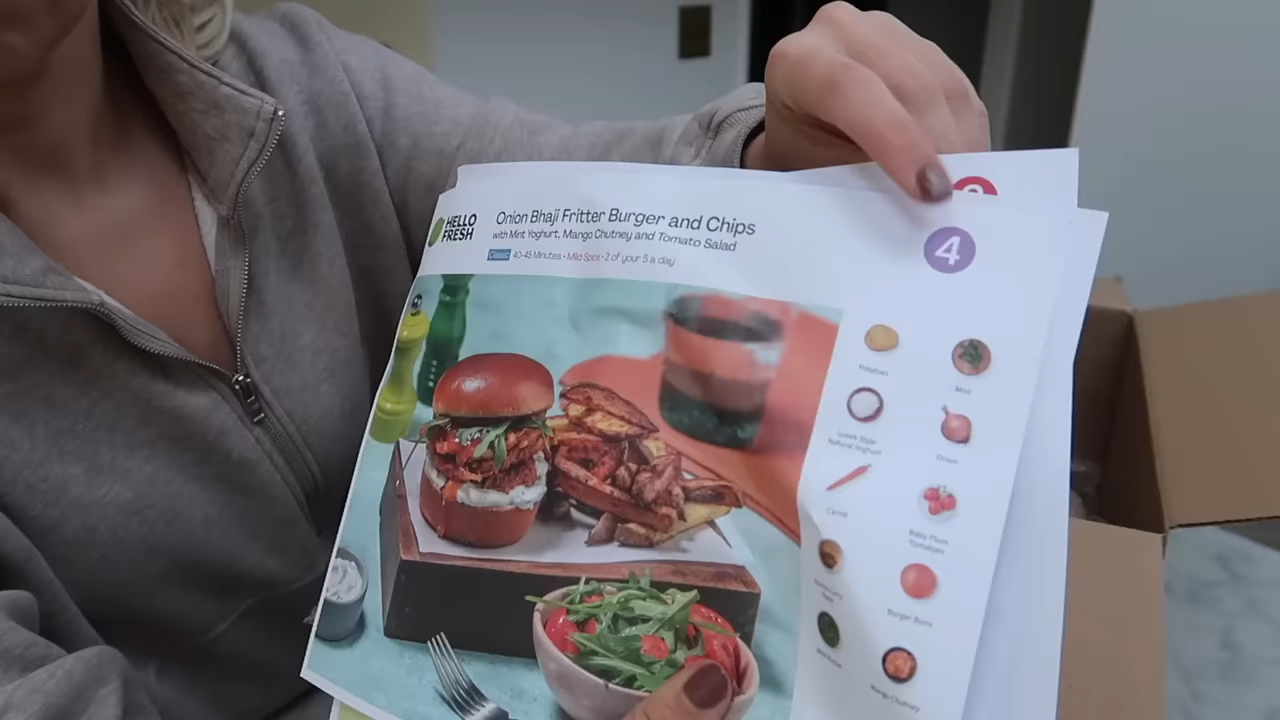 HELLO
FRESH
Onion Bhaji Fritter Burger and Chips
with Mint Yoghurt, Mango Chutney and Tomato Salad
Classic 40-45 Minutes • Mild Spice • 2 of your 5 a day
4
Potatoes
Mint
Greek Style
Natural Yoghurt
Onion
Carrot
Baby Plum
Tomatoes
Burger Buns
Mango Chutney